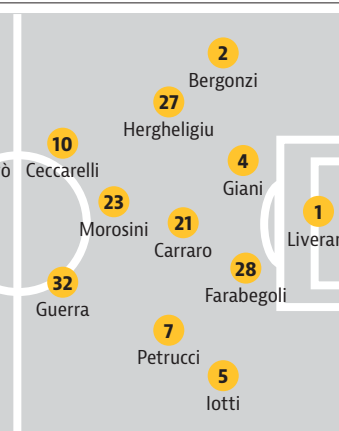 2
Bergonzi
27
Hergheligiu
10
Ceccarelli
4
Giani
23
Morosini
21
Carraro
1
28
Farabegoli
32
Guerra
7
Petrucci
5
Iotti